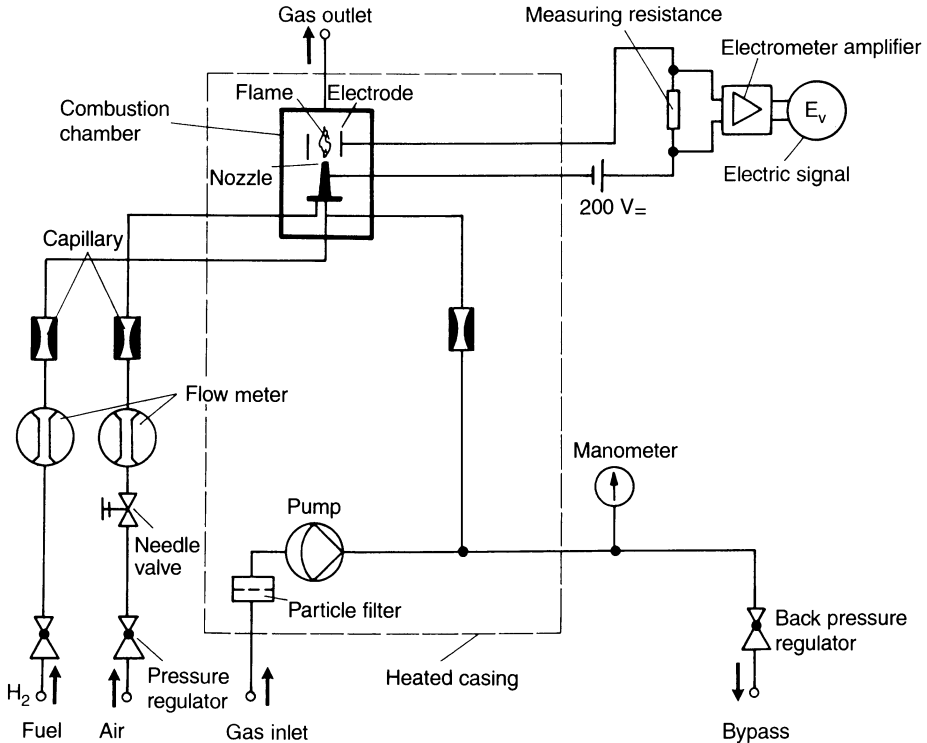 Gas outlet
Measuring resistance
Electrometer amplifier
Flame
Electrode
Combustion
chamber
E_v
Nozzle
Electric signal
200 V=
Capillary
Flow meter
Manometer
Pump
Needle
valve
Particle filter
Back pressure
regulator
Heated casing
Pressure
regulator
H₂
Fuel
Air
Gas inlet
Bypass